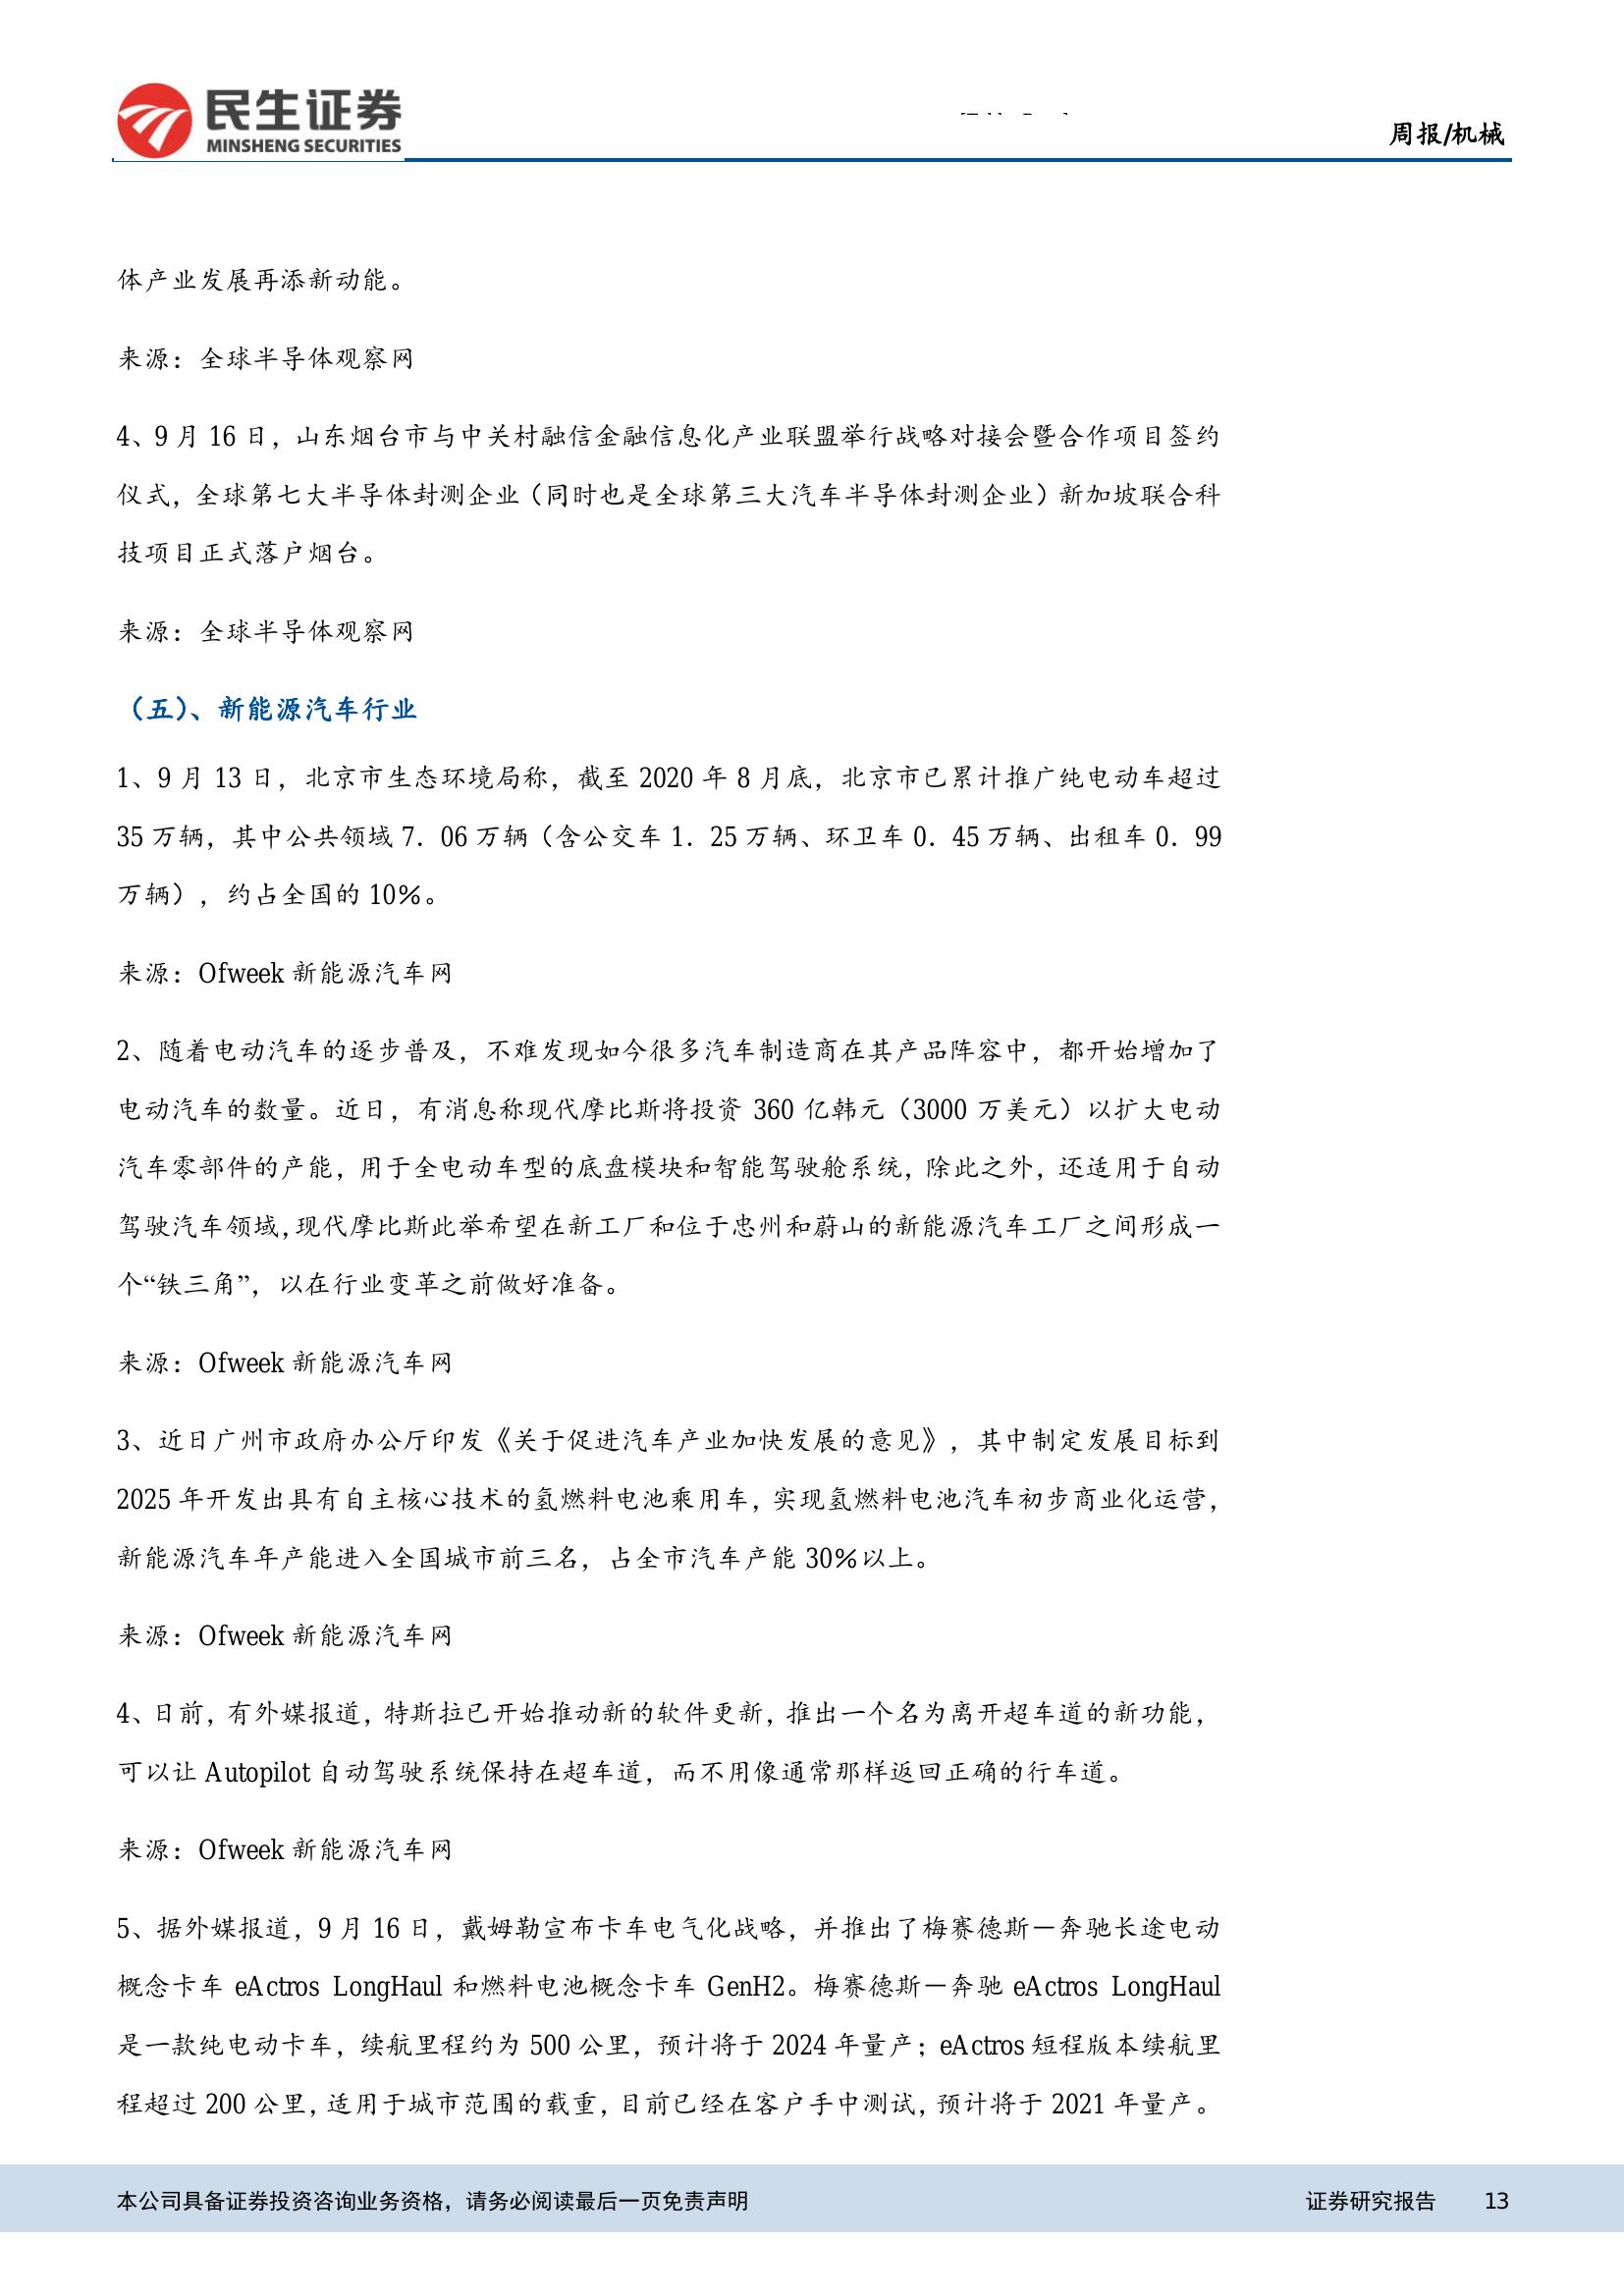 民生证券
MINSHENG SECURITIES
周报/机械
体产业发展再添新动能。
来源：全球半导体观察网
4、9 月 16 日，山东烟台市与中关村融信金融信息化产业联盟举行战略对接会暨合作项目签约
仪式，全球第七大半导体封测企业（同时也是全球第三大汽车半导体封测企业）新加坡联合科
技项目正式落户烟台。
来源：全球半导体观察网
（五）、新能源汽车行业
1、9 月 13 日，北京市生态环境局称，截至 2020 年 8 月底，北京市已累计推广纯电动车超过
35 万辆，其中公共领域 7．06 万辆（含公交车 1．25 万辆、环卫车 0．45 万辆、出租车 0．99
万辆），约占全国的 10%。
来源：Ofweek 新能源汽车网
2、随着电动汽车的逐步普及，不难发现如今很多汽车制造商在其产品阵容中，都开始增加了
电动汽车的数量。近日，有消息称现代摩比斯将投资 360 亿韩元（3000 万美元）以扩大电动
汽车零部件的产能，用于全电动车型的底盘模块和智能驾驶舱系统，除此之外，还适用于自动
驾驶汽车领域，现代摩比斯此举希望在新工厂和位于忠州和蔚山的新能源汽车工厂之间形成一
个“铁三角”，以在行业变革之前做好准备。
来源：Ofweek 新能源汽车网
3、近日广州市政府办公厅印发《关于促进汽车产业加快发展的意见》，其中制定发展目标到
2025 年开发出具有自主核心技术的氢燃料电池乘用车，实现氢燃料电池汽车初步商业化运营，
新能源汽车年产能进入全国城市前三名，占全市汽车产能 30%以上。
来源：Ofweek 新能源汽车网
4、日前，有外媒报道，特斯拉已开始推动新的软件更新，推出一个名为离开超车道的新功能，
可以让 Autopilot 自动驾驶系统保持在超车道，而不用像通常那样返回正确的行车道。
来源：Ofweek 新能源汽车网
5、据外媒报道，9 月 16 日，戴姆勒宣布卡车电气化战略，并推出了梅赛德斯－奔驰长途电动
概念卡车 eActros LongHaul 和燃料电池概念卡车 GenH2。梅赛德斯－奔驰 eActros LongHaul
是一款纯电动卡车，续航里程约为 500 公里，预计将于 2024 年量产；eActros 短程版本续航里
程超过 200 公里，适用于城市范围的载重，目前已经在客户手中测试，预计将于 2021 年量产。
本公司具备证券投资咨询业务资格，请务必阅读最后一页免责声明 证券研究报告 13